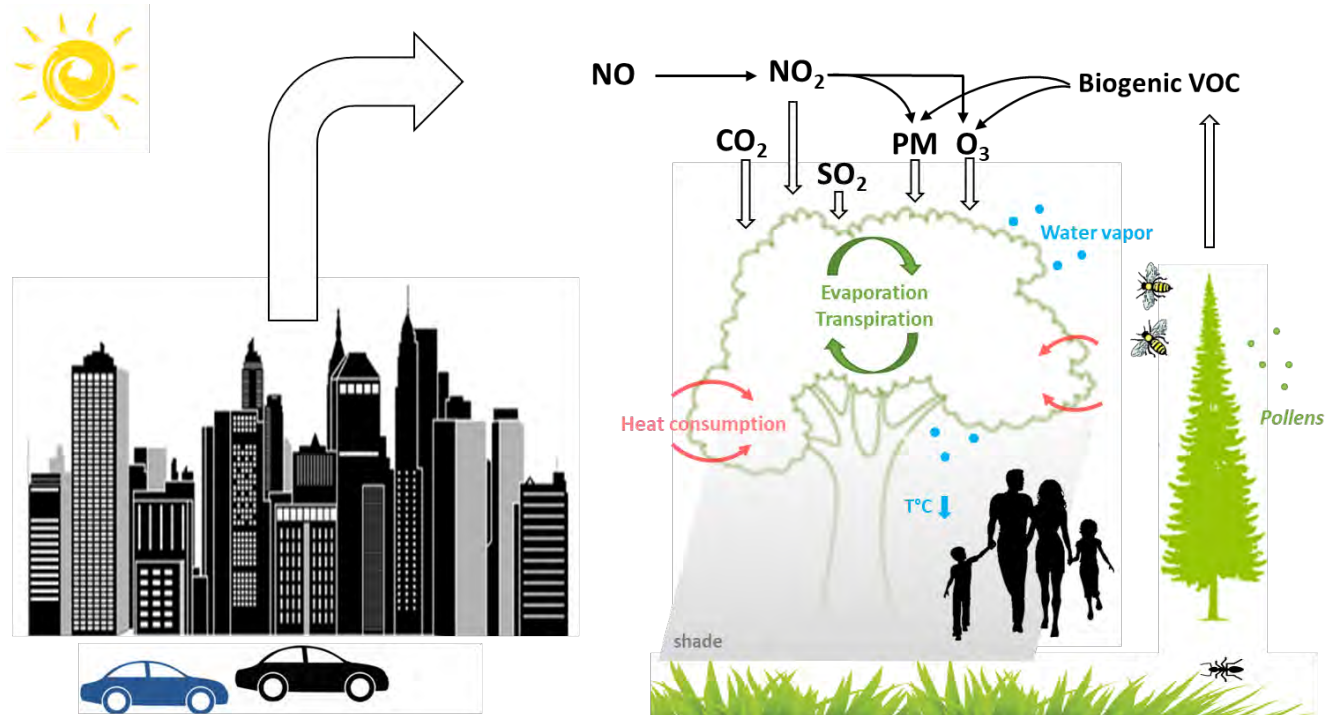 NO
NO₂
Biogenic VOC
CO₂
PM
O₃
SO₂
Water vapor
Evaporation
Transpiration
Heat consumption
Pollens
T°C
shade